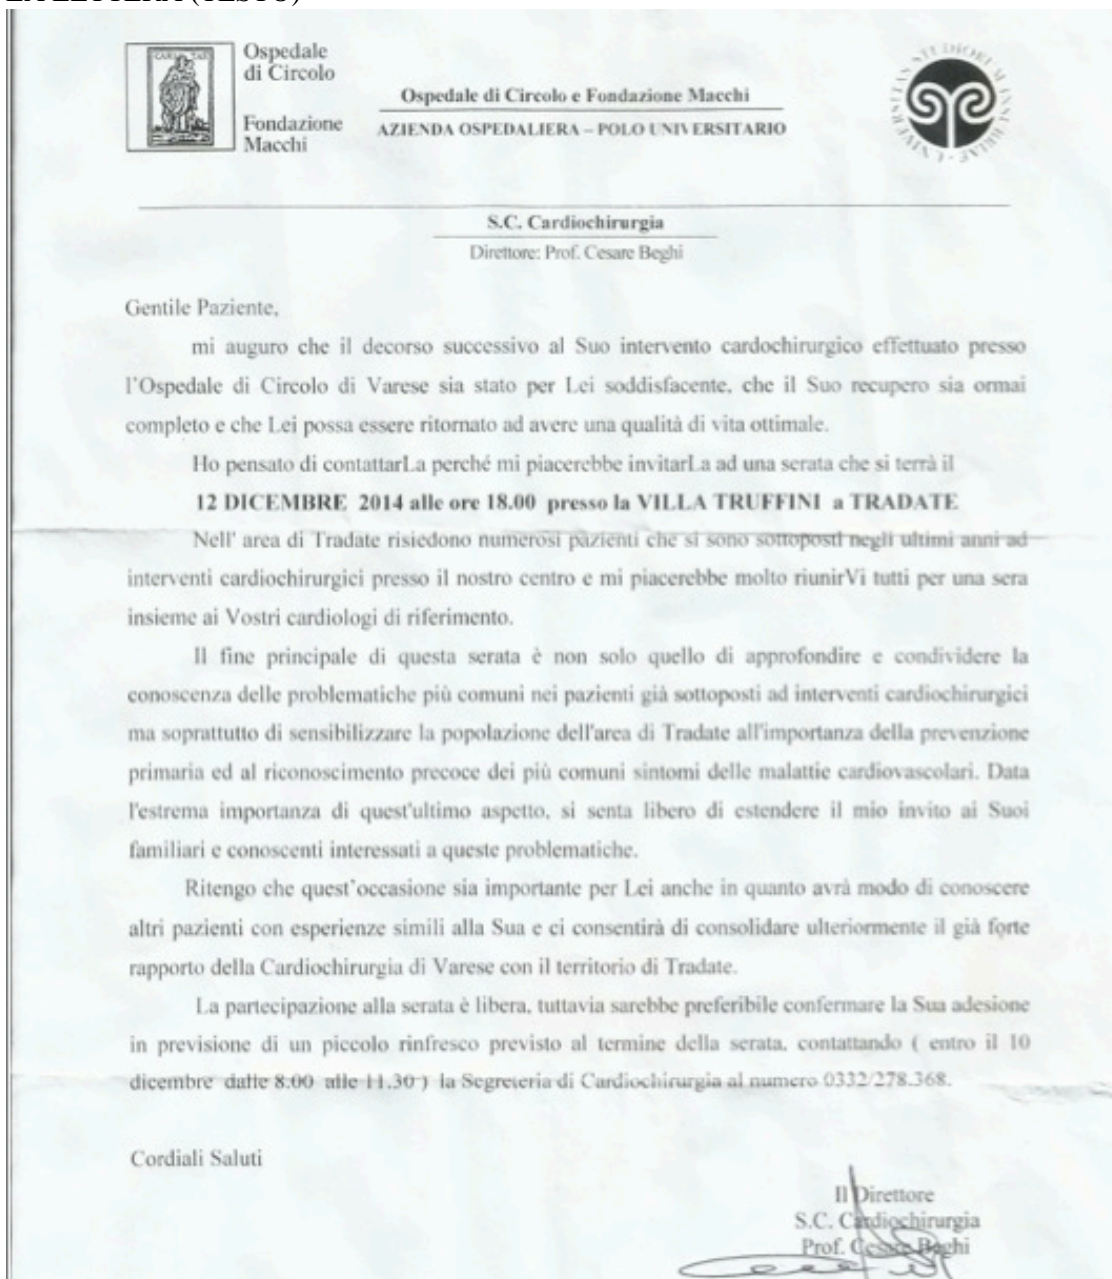 LA LETTERA (TESTO)
CARITAS
Ospedale
di Circolo
Fondazione
Macchi
Ospedale di Circolo e Fondazione Macchi
AZIENDA OSPEDALIERA – POLO UNIVERSITARIO
UNIVERSITAS STUDIORUM INSUBRIAE
S.C. Cardiochirurgia
Direttore: Prof. Cesare Beghi
Gentile Paziente,
mi auguro che il decorso successivo al Suo intervento cardochirurgico effettuato presso
l'Ospedale di Circolo di Varese sia stato per Lei soddisfacente, che il Suo recupero sia ormai
completo e che Lei possa essere ritornato ad avere una qualità di vita ottimale.
Ho pensato di contattarLa perché mi piacerebbe invitarLa ad una serata che si terrà il
12 DICEMBRE 2014 alle ore 18.00 presso la VILLA TRUFFINI a TRADATE
Nell' area di Tradate risiedono numerosi pazienti che si sono sottoposti negli ultimi anni ad
interventi cardiochirurgici presso il nostro centro e mi piacerebbe molto riunirVi tutti per una sera
insieme ai Vostri cardiologi di riferimento.
Il fine principale di questa serata è non solo quello di approfondire e condividere la
conoscenza delle problematiche più comuni nei pazienti già sottoposti ad interventi cardiochirurgici
ma soprattutto di sensibilizzare la popolazione dell'area di Tradate all'importanza della prevenzione
primaria ed al riconoscimento precoce dei più comuni sintomi delle malattie cardiovascolari. Data
l'estrema importanza di quest'ultimo aspetto, si senta libero di estendere il mio invito ai Suoi
familiari e conoscenti interessati a queste problematiche.
Ritengo che quest'occasione sia importante per Lei anche in quanto avrà modo di conoscere
altri pazienti con esperienze simili alla Sua e ci consentirà di consolidare ulteriormente il già forte
rapporto della Cardiochirurgia di Varese con il territorio di Tradate.
La partecipazione alla serata è libera, tuttavia sarebbe preferibile confermare la Sua adesione
in previsione di un piccolo rinfresco previsto al termine della serata, contattando ( entro il 10
dicembre dalle 8.00 alle 11.30 ) la Segreteria di Cardiochirurgia al numero 0332/278.368.
Cordiali Saluti
Il Direttore
S.C. Cardiochirurgia
Prof. Cesare Beghi